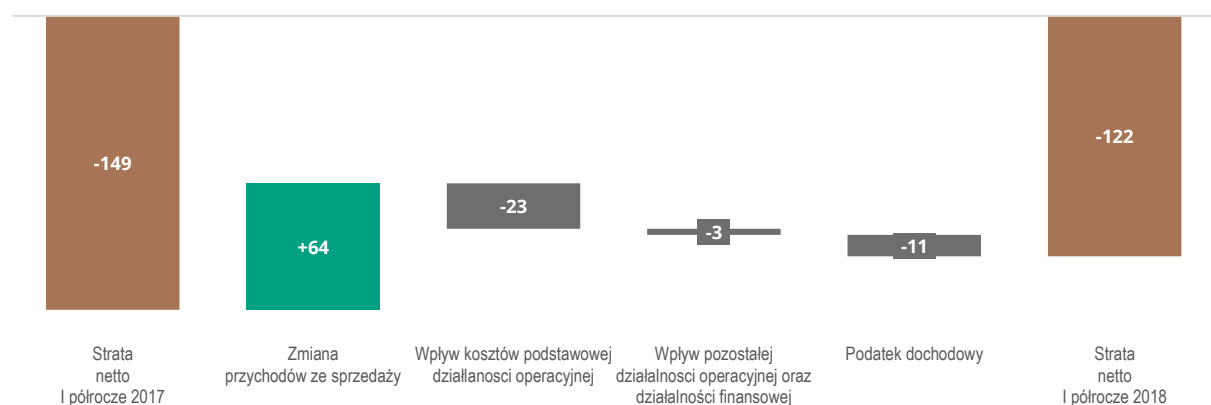 -149
+64
-23
-3
-11
-122
Strata
netto
I półrocze 2017
Zmiana
przychodów ze sprzedaży
Wpływ kosztów podstawowej
działlanosci operacyjnej
Wpływ pozostałej
działalnosci operacyjnej oraz
działalności finansowej
Podatek dochodowy
Strata
netto
I półrocze 2018